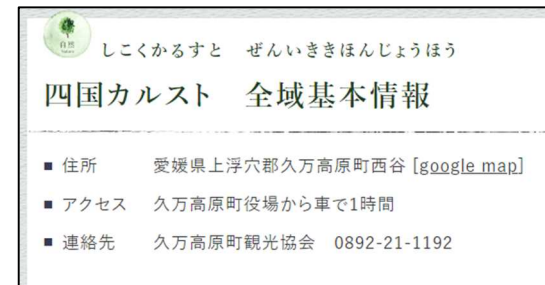 自然
Nature
しこくかるすと　ぜんいききほんじょうほう
四国カルスト　全域基本情報
■ 住所　愛媛県上浮穴郡久万高原町西谷 [google map]
■ アクセス　久万高原町役場から車で1時間
■ 連絡先　久万高原町観光協会　0892-21-1192